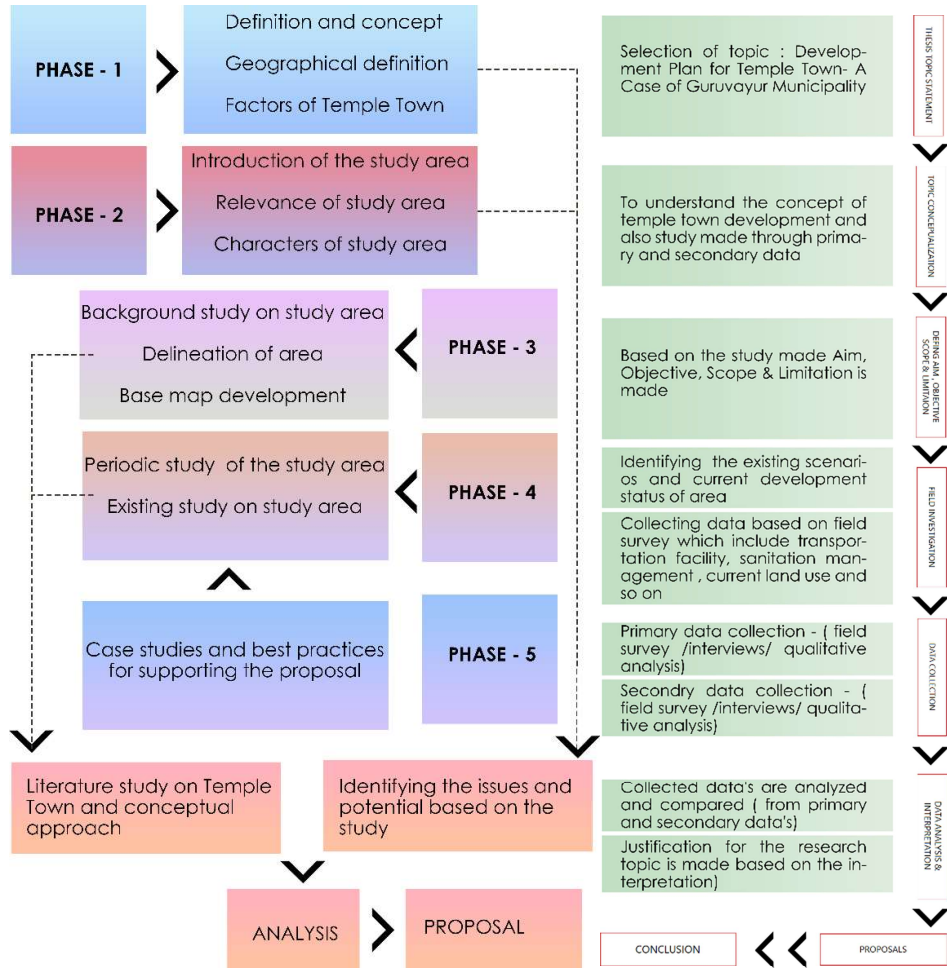 PHASE - 1
Definition and concept
Geographical definition
Factors of Temple Town
PHASE - 2
Introduction of the study area
Relevance of study area
Characters of study area
Background study on study area
Delineation of area
Base map development
PHASE - 3
Periodic study of the study area
Existing study on study area
PHASE - 4
Case studies and best practices
for supporting the proposal
PHASE - 5
Literature study on Temple
Town and conceptual
approach
Identifying the issues and
potential based on the
study
ANALYSIS
PROPOSAL
Selection of topic : Develop-
ment Plan for Temple Town- A
Case of Guruvayur Municipality
THESIS TOPIC STATEMENT
To understand the concept of
temple town development and
also study made through prima-
ry and secondary data
TOPIC CONCEPTUALIZATION
Based on the study made Aim,
Objective, Scope & Limitation is
made
DEFINING AIM , OBJECTIVE
SCOPE & LIMITAION
Identifying the existing scenari-
os and current development
status of area
Collecting data based on field
survey which include transpor-
tation facility, sanitation man-
agement , current land use and
so on
FIELD INVESTIGATION
Primary data collection - ( field
survey /interviews/ qualitative
analysis)
Secondry data collection - (
field survey /interviews/ qualita-
tive analysis)
DATA COLLECTION
Collected data's are analyzed
and compared ( from primary
and secondary data's)
Justification for the research
topic is made based on the in-
terpretation)
DATA ANALYSIS &
INTERPRETATION
CONCLUSION
PROPOSALS